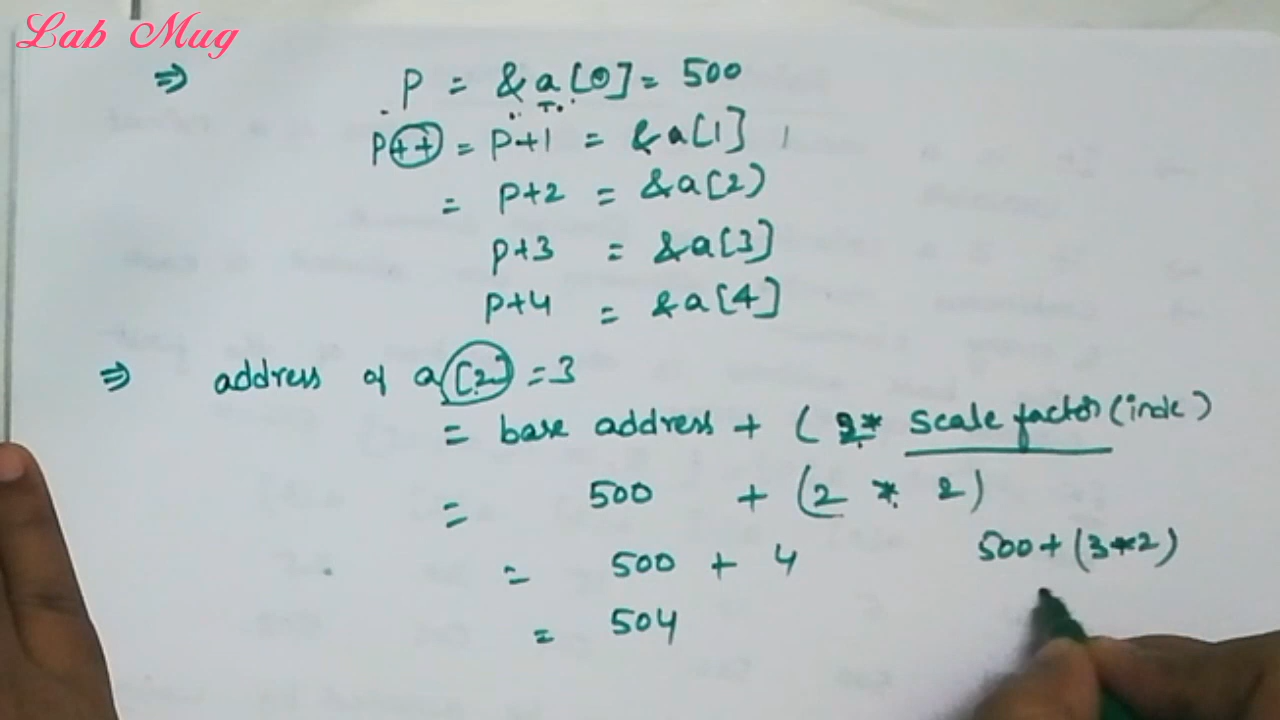 Lab Mug
⇒ P = & a [0] = 500
P++ = P+1 = &a[1]
= P+2 = &a[2)
P+3 = &a[3]
P+4 = &a[4]
⇒ address of a[2] = 3
= base address + ( 2* scale factor (
= 500 + (2 * 2)
= 500 + 4
500+(3*2)
= 504